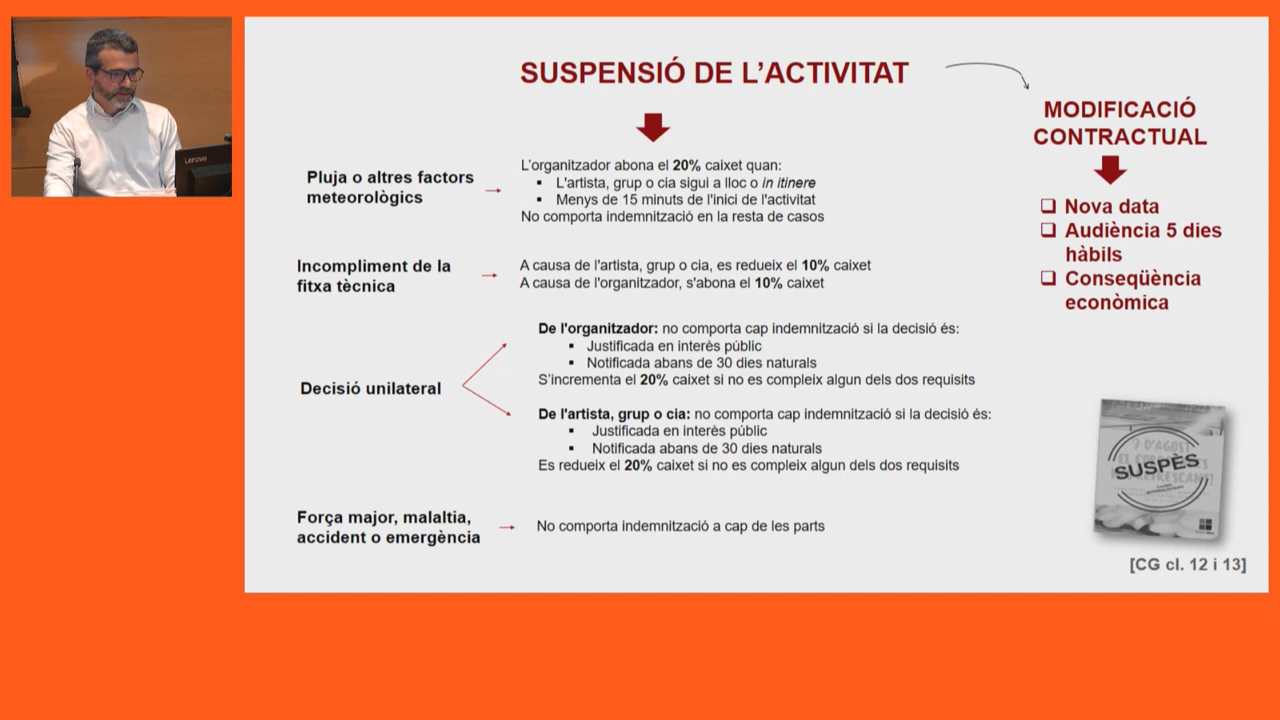 Lenovo
SUSPENSIÓ DE L'ACTIVITAT
MODIFICACIÓ
CONTRACTUAL
❑ Nova data
❑ Audiència 5 dies
hàbils
❑ Conseqüència
econòmica
Pluja o altres factors
meteorològics
L'organitzador abona el 20% caixet quan:
▪ L'artista, grup o cia sigui a lloc o in itinere
▪ Menys de 15 minuts de l'inici de l'activitat
No comporta indemnització en la resta de casos
Incompliment de la
fitxa tècnica
A causa de l'artista, grup o cia, es redueix el 10% caixet
A causa de l'organitzador, s'abona el 10% caixet
Decisió unilateral
De l'organitzador: no comporta cap indemnització si la decisió és:
▪ Justificada en interès públic
▪ Notificada abans de 30 dies naturals
S'incrementa el 20% caixet si no es compleix algun dels dos requisits
De l'artista, grup o cia: no comporta cap indemnització si la decisió és:
▪ Justificada en interès públic
▪ Notificada abans de 30 dies naturals
Es redueix el 20% caixet si no es compleix algun dels dos requisits
Força major, malaltia,
accident o emergència
No comporta indemnització a cap de les parts
D'AGOST
SUSPÈS
[CG cl. 12 i 13]